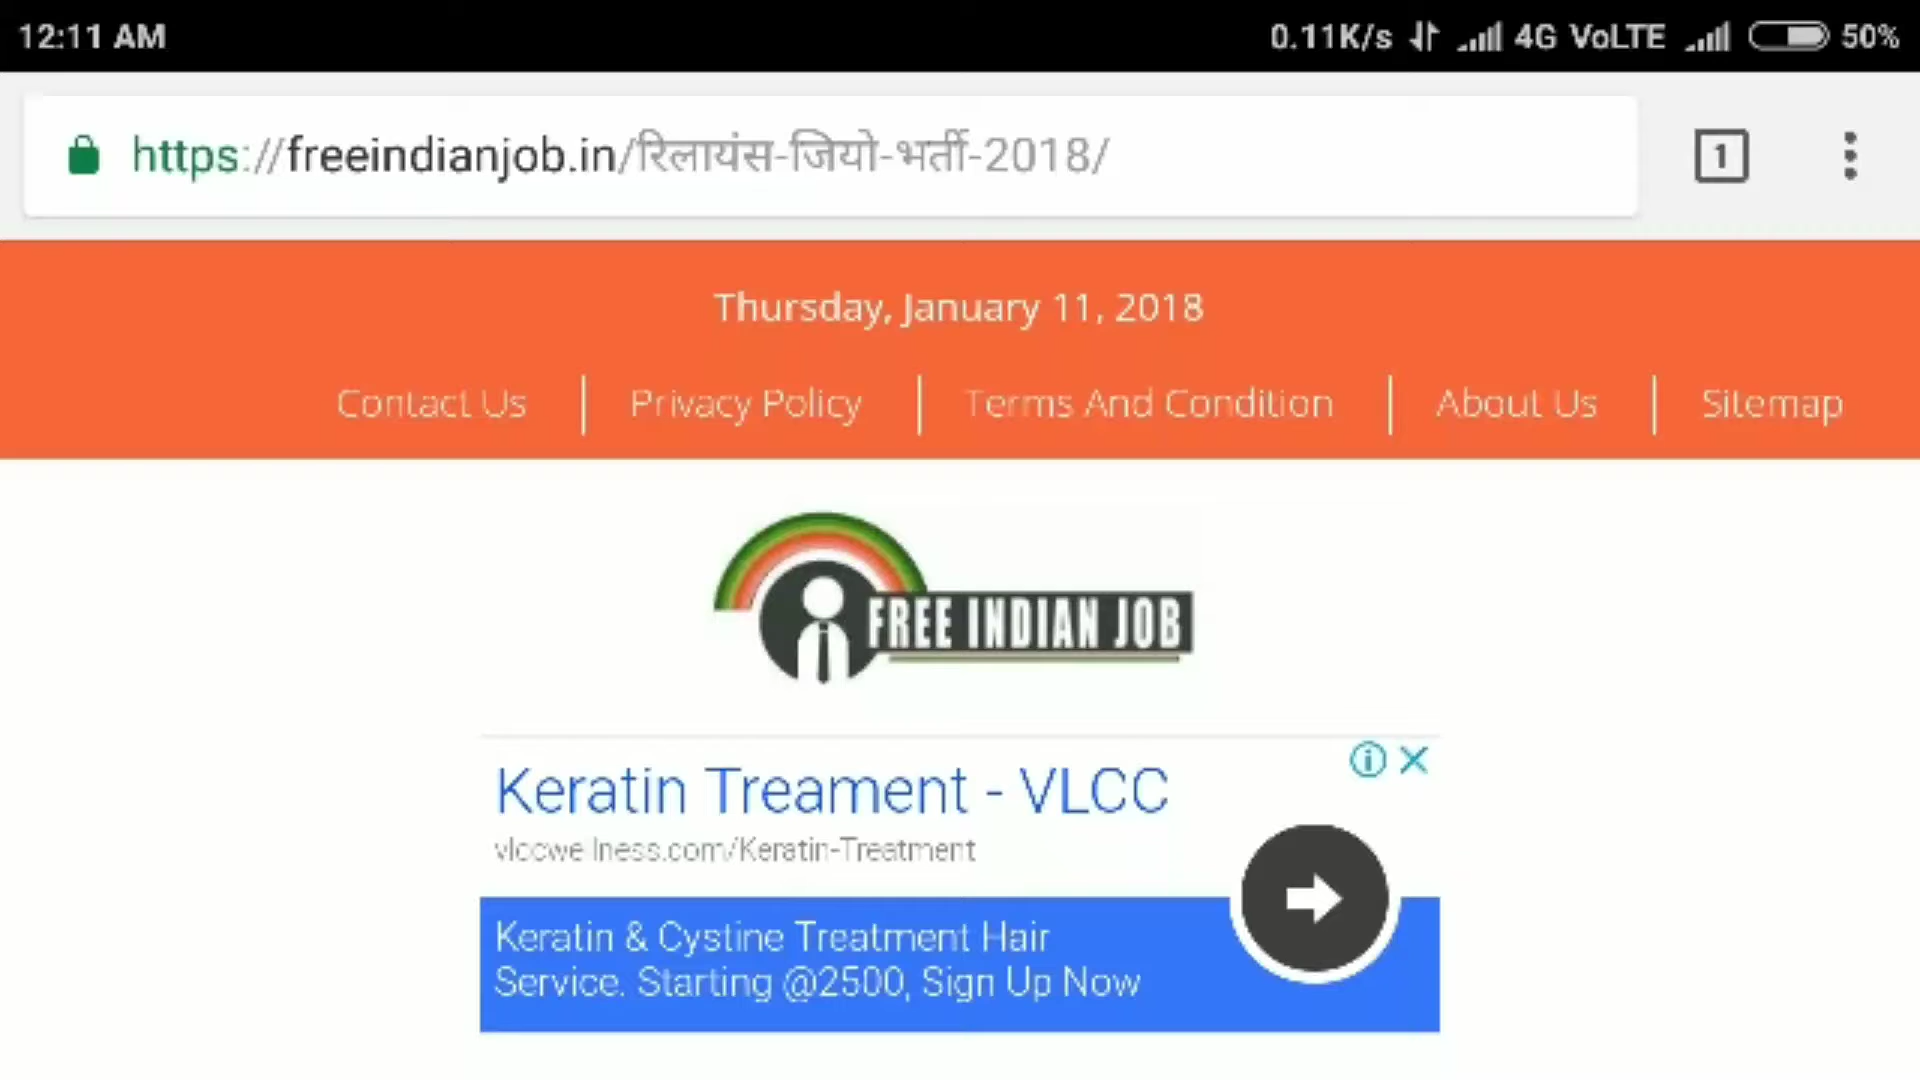 12:11 AM 0.11K/s 4G VoLTE 50%
https://freeindianjob.in/रिलायंस-जियो-भर्ती-2018/ 1
Thursday, January 11, 2018
Contact Us Privacy Policy Terms And Condition About Us Sitemap
FREE INDIAN JOB
Keratin Treament - VLCC
vlccwellness.com/Keratin-Treatment
Keratin & Cystine Treatment Hair
Service. Starting @2500, Sign Up Now